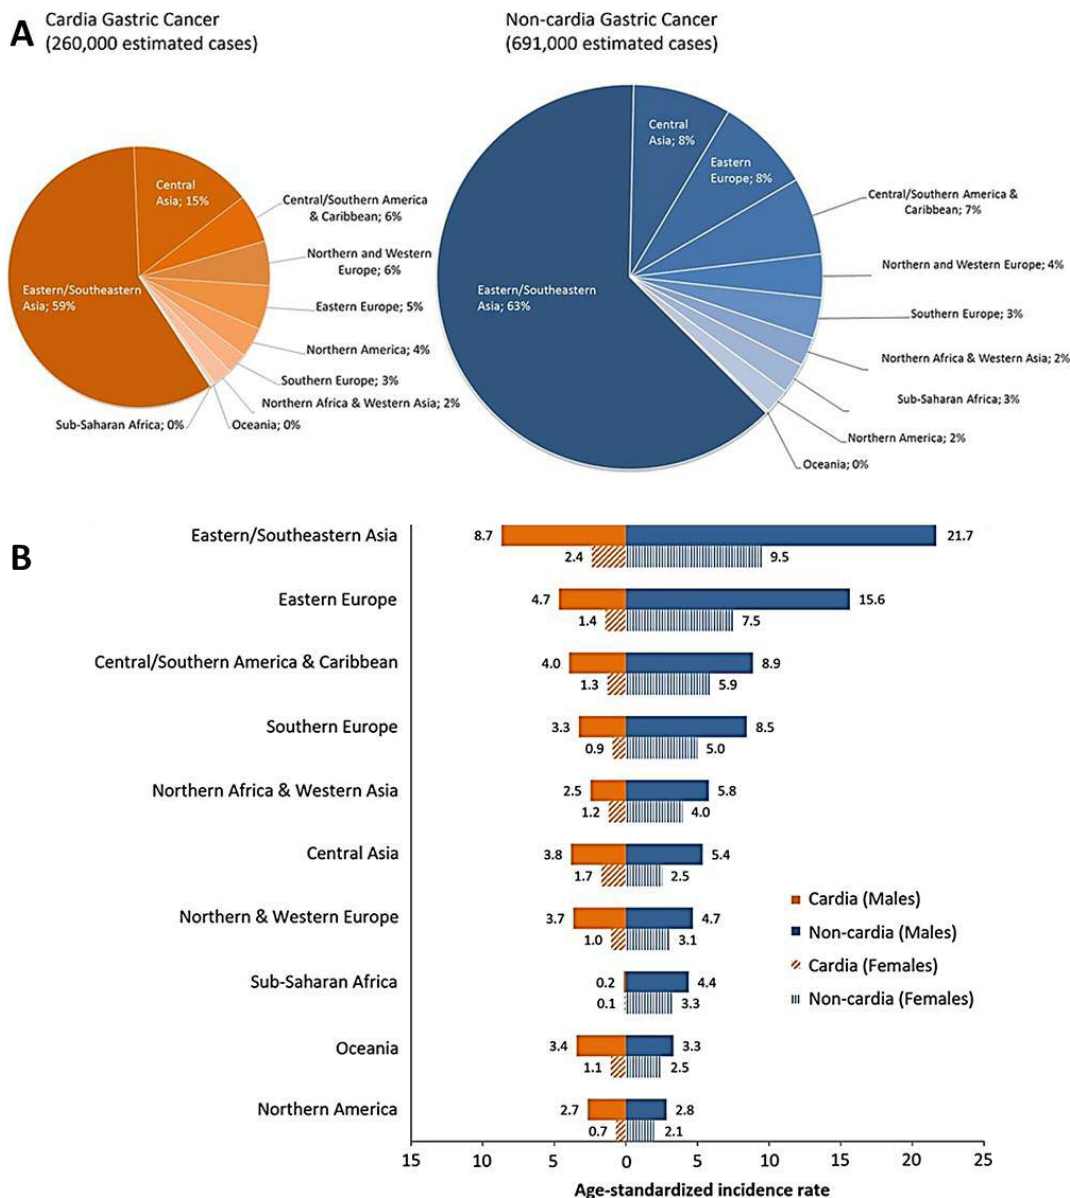 A
Cardia Gastric Cancer
(260,000 estimated cases)
Central
Asia; 15%
Central/Southern America
& Caribbean; 6%
Northern and Western
Europe; 6%
Eastern Europe; 5%
Northern America; 4%
Southern Europe; 3%
Northern Africa & Western Asia; 2%
Oceania; 0%
Sub-Saharan Africa; 0%
Eastern/Southeastern
Asia; 59%
Non-cardia Gastric Cancer
(691,000 estimated cases)
Central
Asia; 8%
Eastern
Europe; 8%
Central/Southern America &
Caribbean; 7%
Northern and Western Europe; 4%
Southern Europe; 3%
Northern Africa & Western Asia; 2%
Sub-Saharan Africa; 3%
Northern America; 2%
Oceania; 0%
Eastern/Southeastern
Asia; 63%
B
Eastern/Southeastern Asia 8.7 21.7
2.4 9.5
Eastern Europe 4.7 15.6
1.4 7.5
Central/Southern America & Caribbean 4.0 8.9
1.3 5.9
Southern Europe 3.3 8.5
0.9 5.0
Northern Africa & Western Asia 2.5 5.8
1.2 4.0
Central Asia 3.8 5.4
1.7 2.5
Northern & Western Europe 3.7 4.7
1.0 3.1
Sub-Saharan Africa 0.2 4.4
0.1 3.3
Oceania 3.4 3.3
1.1 2.5
Northern America 2.7 2.8
0.7 2.1
Cardia (Males)
Non-cardia (Males)
Cardia (Females)
Non-cardia (Females)
15 10 5 0 5 10 15 20 25
Age-standardized incidence rate